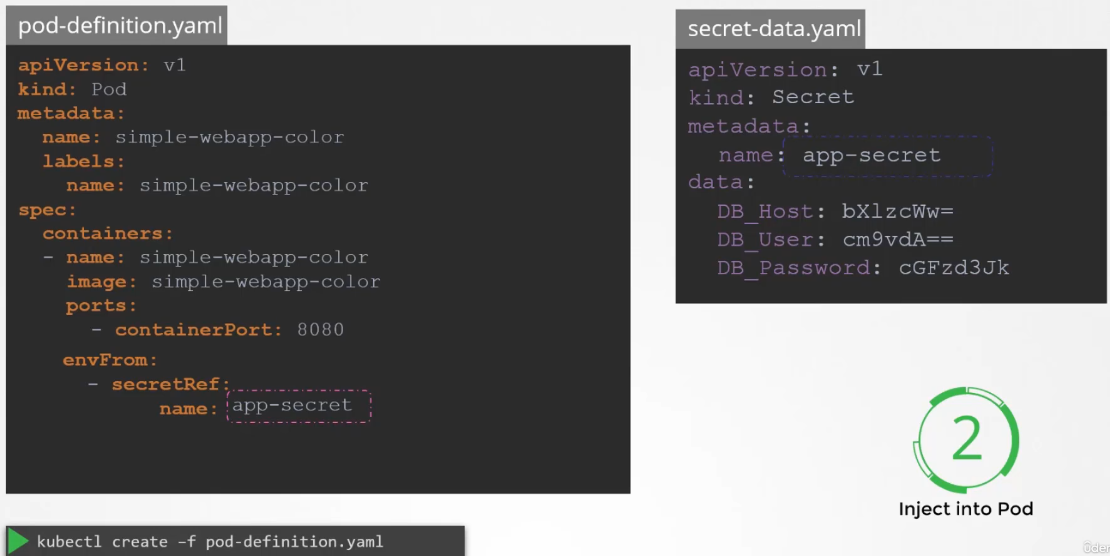 pod-definition.yaml
apiVersion: v1
kind: Pod
metadata:
name: simple-webapp-color
labels:
name: simple-webapp-color
spec:
containers:
- name: simple-webapp-color
image: simple-webapp-color
ports:
- containerPort: 8080
envFrom:
- secretRef:
name: app-secret
kubectl create –f pod-definition.yaml
secret-data.yaml
apiVersion: v1
kind: Secret
metadata:
name: app-secret
data:
DB_Host: bXlzcWw=
DB_User: cm9vdA==
DB_Password: cGFzd3Jk
2
Inject into Pod